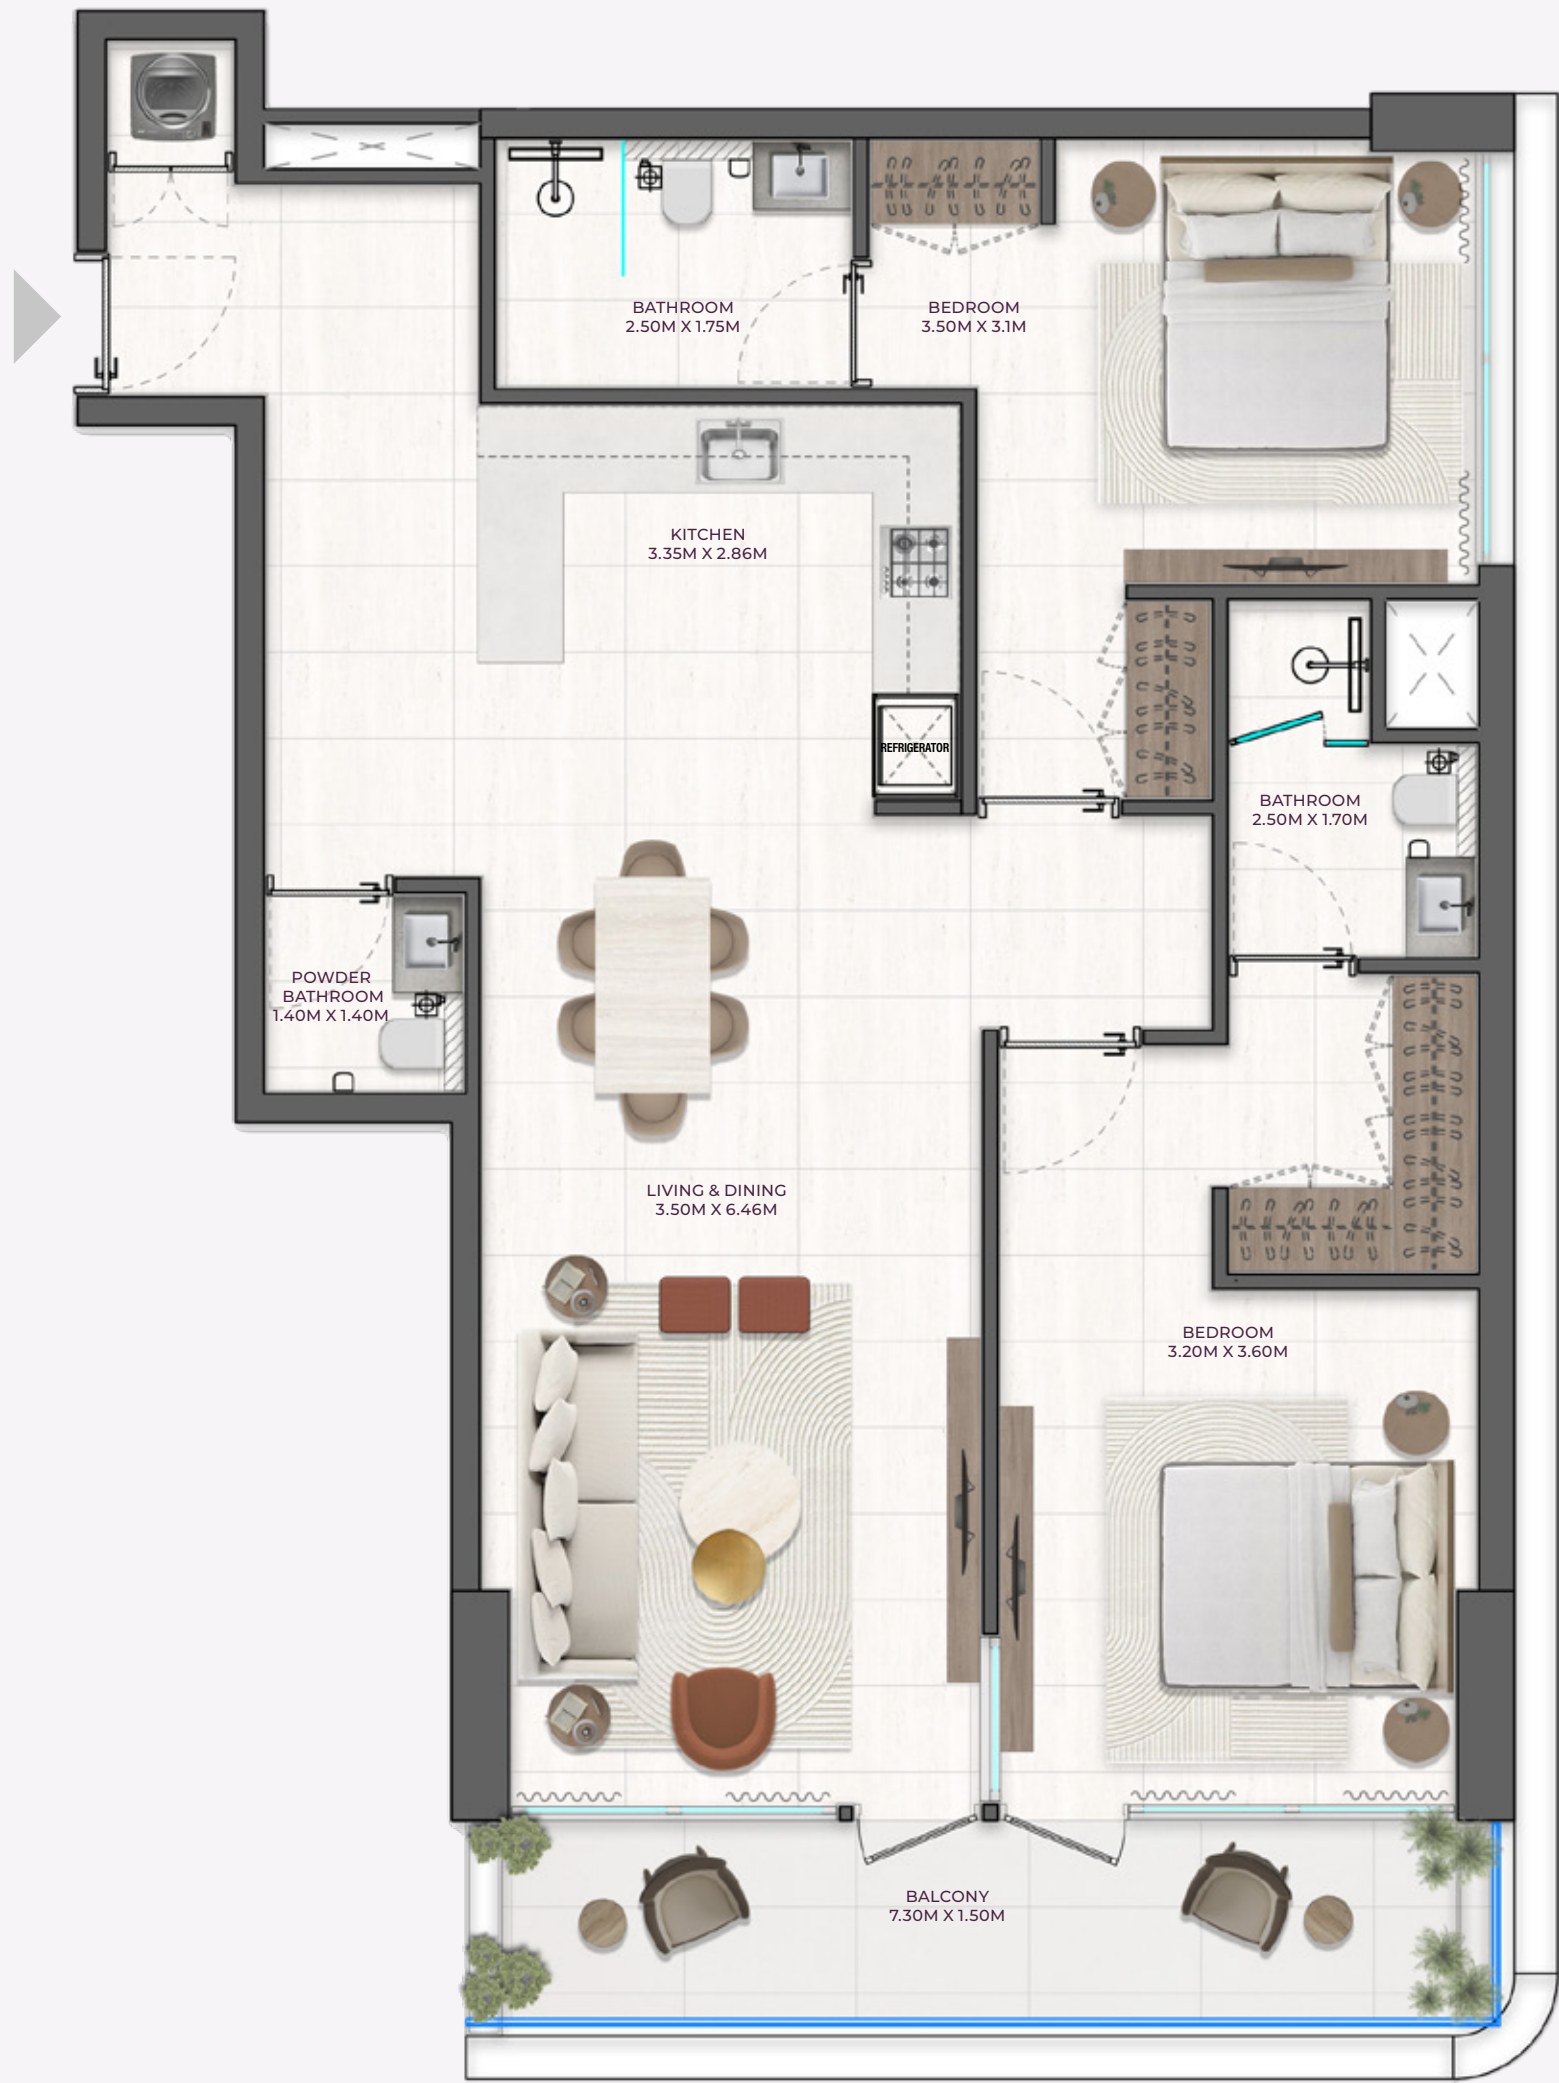 BATHROOM
2.50M X 1.75M
BEDROOM
3.50M X 3.1M
KITCHEN
3.35M X 2.86M
REFRIGERATOR
BATHROOM
2.50M X 1.70M
POWDER
BATHROOM
1.40M X 1.40M
LIVING & DINING
3.50M X 6.46M
BEDROOM
3.20M X 3.60M
BALCONY
7.30M X 1.50M